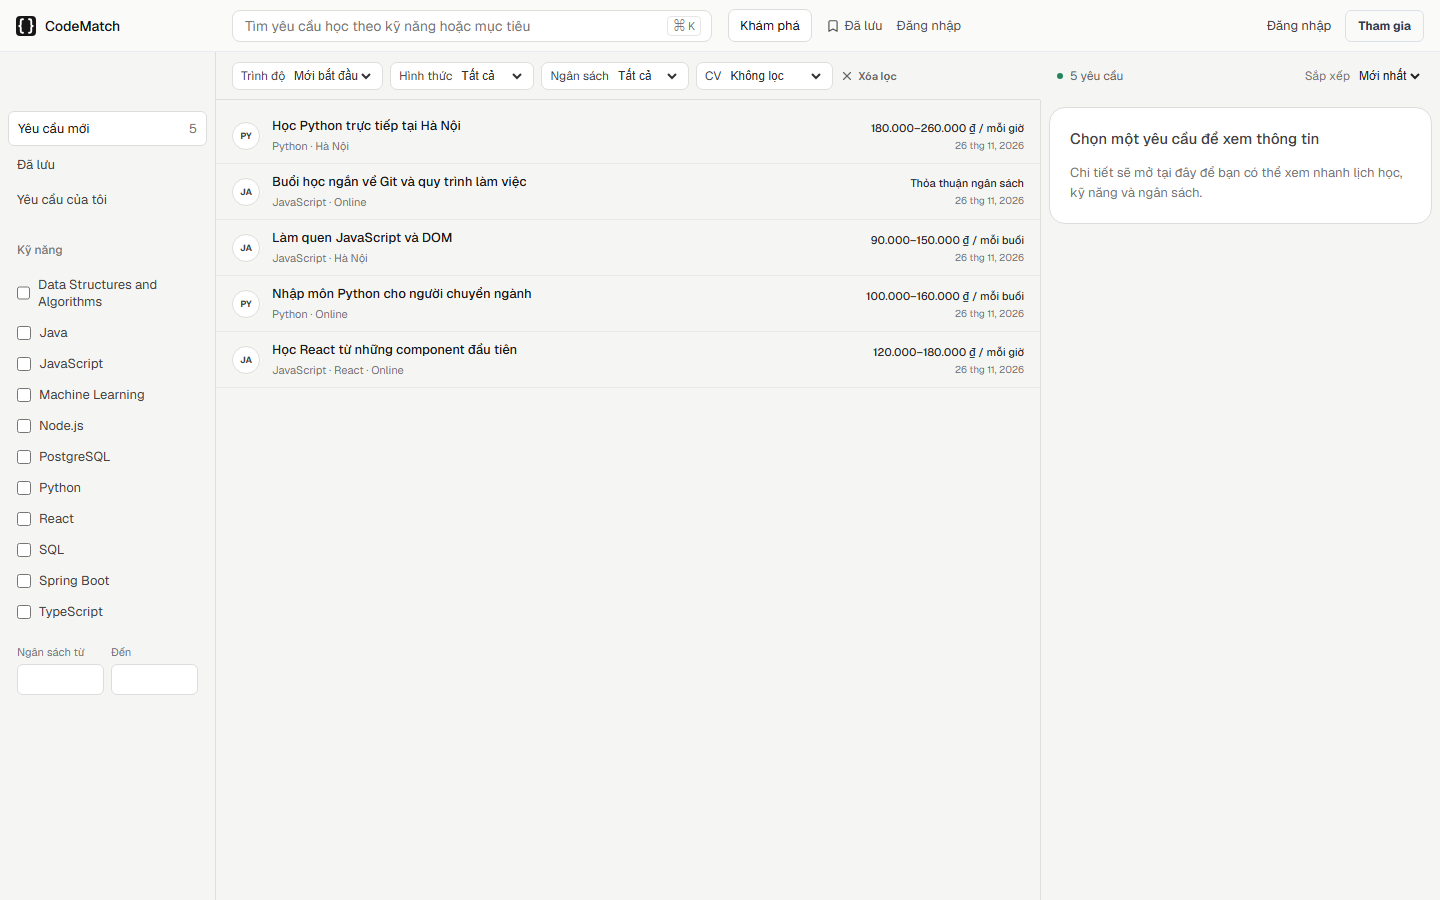 CodeMatch
Tìm yêu cầu học theo kỹ năng hoặc mục tiêu
⌘ K
Khám phá
Đã lưu
Đăng nhập
Đăng nhập
Tham gia
Trình độ Mới bắt đầu
Hình thức Tất cả
Ngân sách Tất cả
CV Không lọc
Xóa lọc
5 yêu cầu
Sắp xếp Mới nhất
Yêu cầu mới 5
Đã lưu
Yêu cầu của tôi
Kỹ năng
Data Structures and
Algorithms
Java
JavaScript
Machine Learning
Node.js
PostgreSQL
Python
React
SQL
Spring Boot
TypeScript
Ngân sách từ
Đến
PY
Học Python trực tiếp tại Hà Nội
Python · Hà Nội
180.000–260.000 ₫ / mỗi giờ
26 thg 11, 2026
JA
Buổi học ngắn về Git và quy trình làm việc
JavaScript · Online
Thỏa thuận ngân sách
26 thg 11, 2026
JA
Làm quen JavaScript và DOM
JavaScript · Hà Nội
90.000–150.000 ₫ / mỗi buổi
26 thg 11, 2026
PY
Nhập môn Python cho người chuyển ngành
Python · Online
100.000–160.000 ₫ / mỗi buổi
26 thg 11, 2026
JA
Học React từ những component đầu tiên
JavaScript · React · Online
120.000–180.000 ₫ / mỗi giờ
26 thg 11, 2026
Chọn một yêu cầu để xem thông tin
Chi tiết sẽ mở tại đây để bạn có thể xem nhanh lịch học,
kỹ năng và ngân sách.